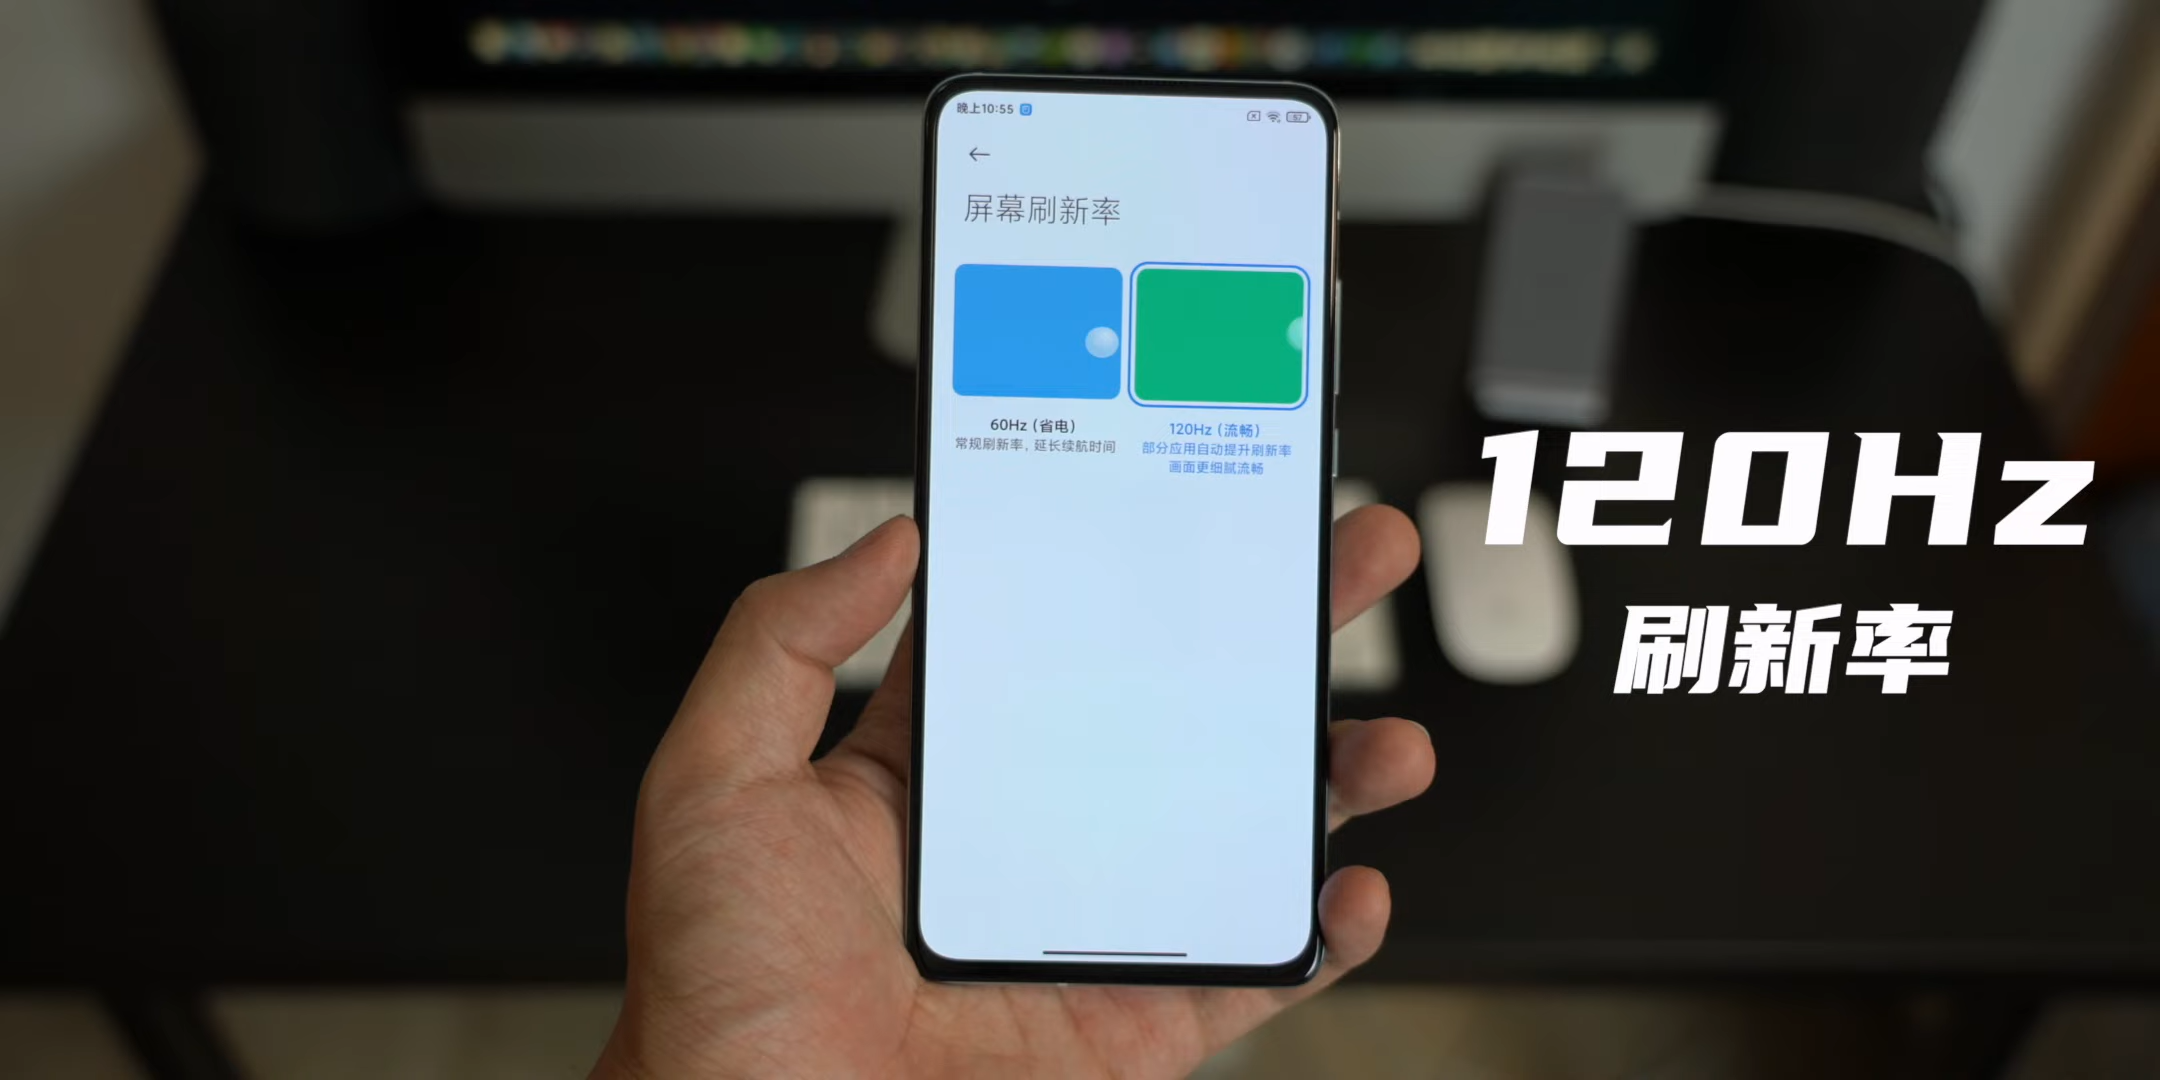 晚上10:55
57
屏幕刷新率
60Hz（省电）
常规刷新率，延长续航时间
120Hz（流畅）
部分应用自动提升刷新率
画面更细腻流畅
120Hz
刷新率